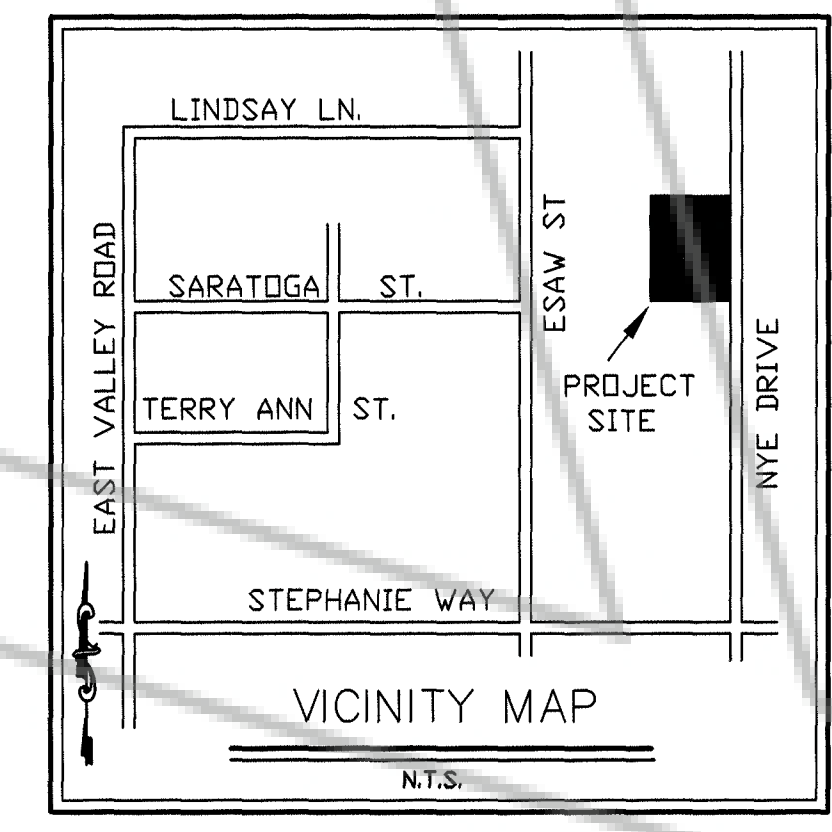 LINDSAY LN.
EAST VALLEY ROAD
SARATOGA ST.
ESAW ST
TERRY ANN ST.
PROJECT
SITE
NYE DRIVE
STEPHANIE WAY
VICINITY MAP
N.T.S.